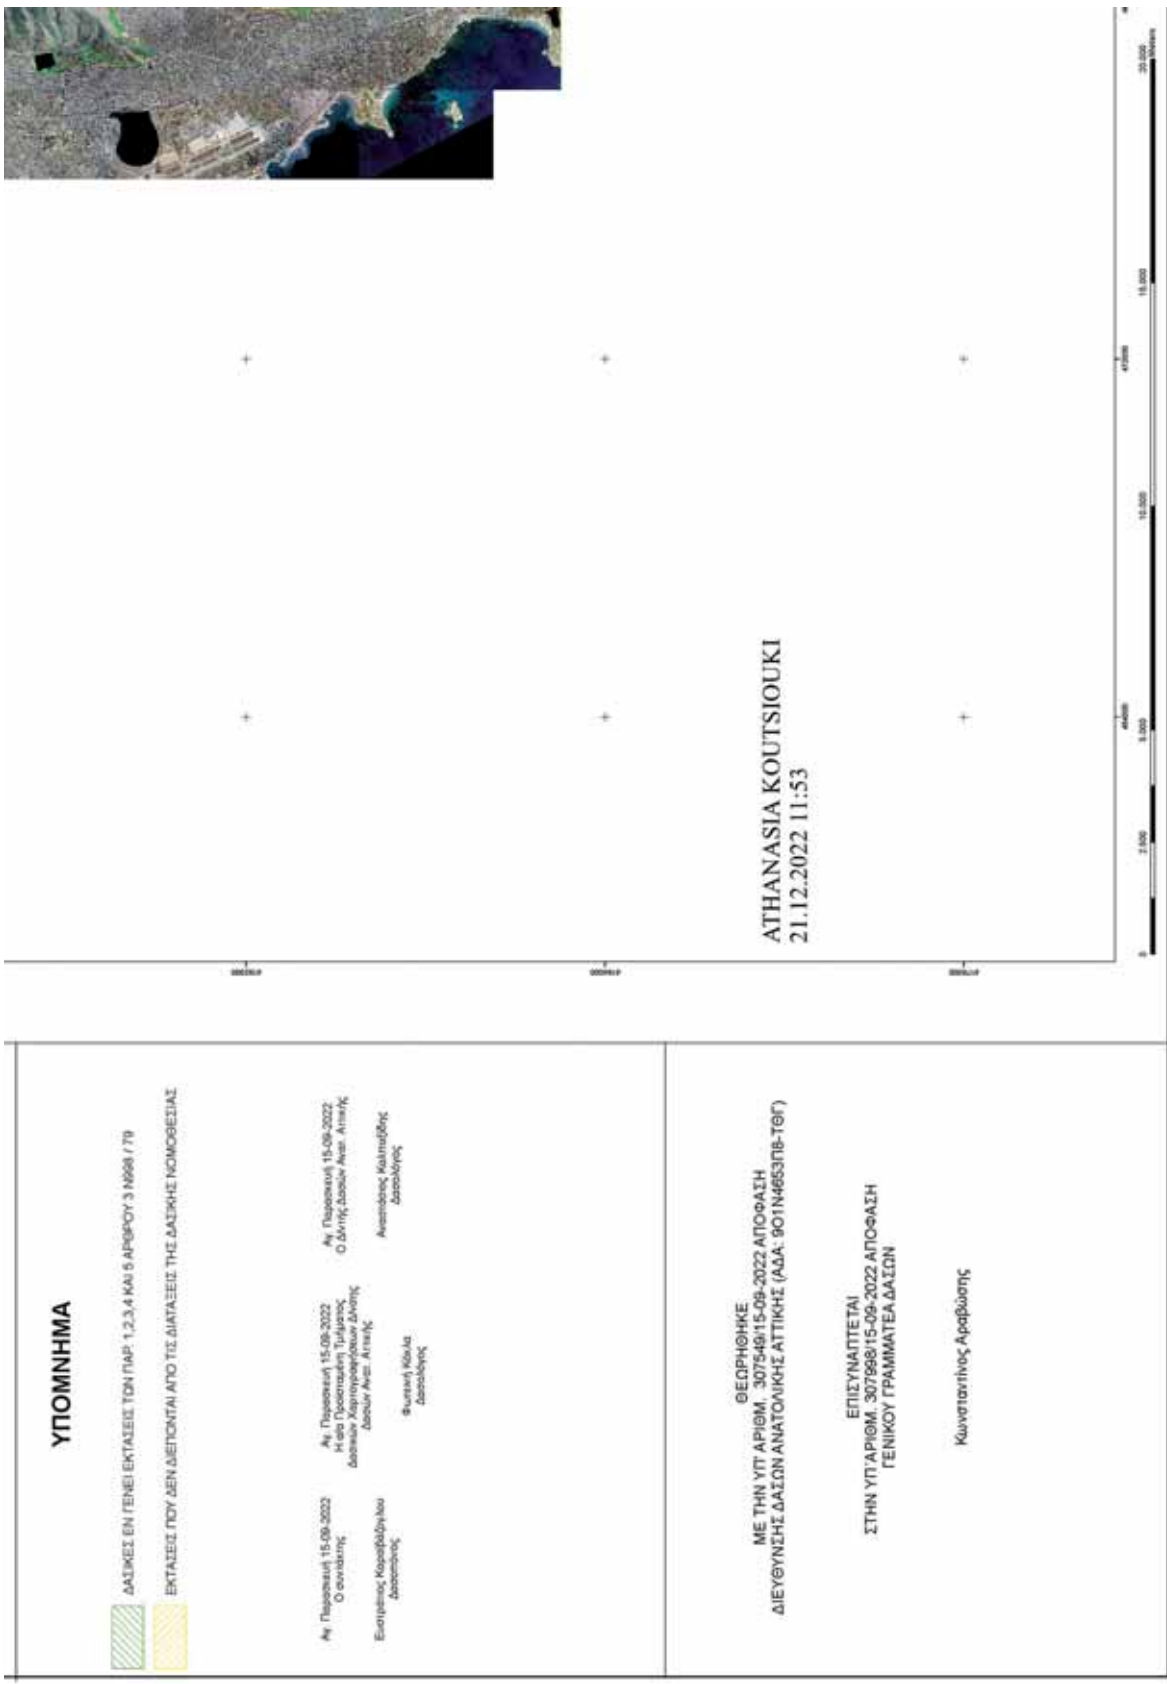 ΥΠΟΜΝΗΜΑ
ΔΑΣΙΚΕΣ ΕΝ ΓΕΝΕΙ ΕΚΤΑΣΕΙΣ ΤΩΝ ΠΑΡ. 1,2,3,4 ΚΑΙ 5 ΑΡΘΡΟΥ 3 Ν998 / 79
ΕΚΤΑΣΕΙΣ ΠΟΥ ΔΕΝ ΔΙΕΠΟΝΤΑΙ ΑΠΟ ΤΙΣ ΔΙΑΤΑΞΕΙΣ ΤΗΣ ΔΑΣΙΚΗΣ ΝΟΜΟΘΕΣΙΑΣ
Αγ. Παρασκευή 15-09-2022
Ο συντάκτης
Ευστράτιος Καραβάζογλου
Δασοπόνος
Αγ. Παρασκευή 15-09-2022
Η α/α Προϊσταμένη Τμήματος
Δασικών Χαρτογραφήσεων Δ/νσης
Δασών Ανατ. Αττικής
Φωτεινή Κόκλα
Δασολόγος
Αγ. Παρασκευή 15-09-2022
Ο Δ/ντής Δασών Ανατ. Αττικής
Αναστάσιος
Δασολόγος
ΘΕΩΡΗΘΗΚΕ
ΜΕ ΤΗΝ ΥΠ' ΑΡΙΘΜ. 307549/15-09-2022 ΑΠΟΦΑΣΗ
ΔΙΕΥΘΥΝΣΗΣ ΔΑΣΩΝ ΑΝΑΤΟΛΙΚΗΣ ΑΤΤΙΚΗΣ (ΑΔΑ: 9Ο1Ν4653Π8-ΤΘΓ)
ΕΠΙΣΥΝΑΠΤΕΤΑΙ
ΣΤΗΝ ΥΠ'ΑΡΙΘΜ. 307998/15-09-2022 ΑΠΟΦΑΣΗ
ΓΕΝΙΚΟΥ ΓΡΑΜΜΑΤΕΑ ΔΑΣΩΝ
Κωνσταντίνος Αραβώσης
ATHANASIA KOUTSIOUKI
21.12.2022 11:53
0 2.500 5.000 10.000 15.000 20.000
Meters